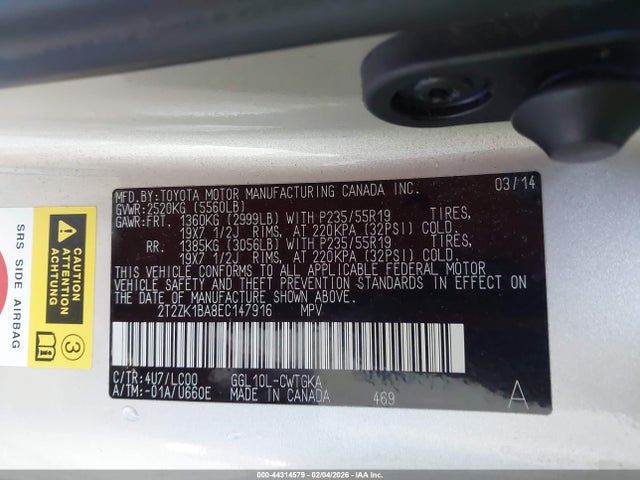 MFD.BY:TOYOTA MOTOR MANUFACTURING CANADA INC. 03/14
GVWR:2520KG (5560LB)
GAWR:FRT. 1360KG (2999LB) WITH P235/55R19 TIRES,
19X7 1/2J RIMS, AT 220KPA (32PSI) COLD.
RR. 1385KG (3056LB) WITH P235/55R19 TIRES,
19X7 1/2J RIMS, AT 220KPA (32PSI) COLD.
THIS VEHICLE CONFORMS TO ALL APPLICABLE FEDERAL MOTOR
VEHICLE SAFETY AND THEFT PREVENTION STANDARDS IN EFFECT ON
THE DATE OF MANUFACTURE SHOWN ABOVE.
2T2ZK1BA8EC147916 MPV
C/TR:4U7/LC00 GGL10L-CWTGKA
A/TM:-01A/U660E MADE IN CANADA 469 A
SRS SIDE AIRBAG
CAUTION
ATTENTION
ACHTUNG
i
3
000-44314579 - 02/04/2026 - IAAI.com